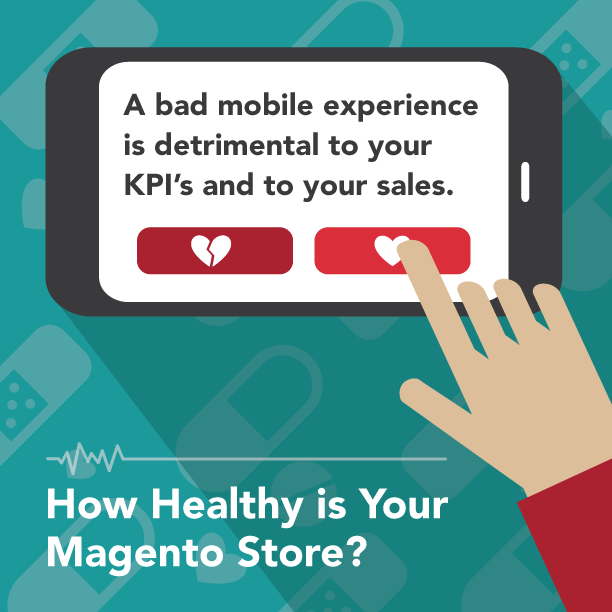 A bad mobile experience
is detrimental to your
KPI's and to your sales.
How Healthy is Your
Magento Store?